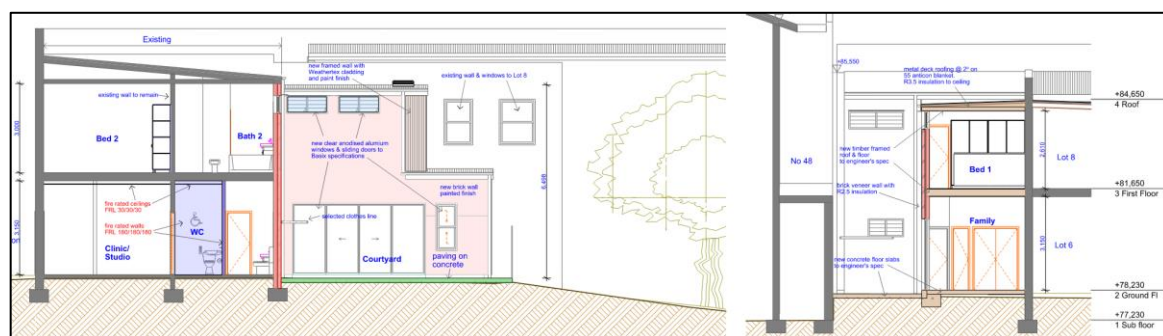 Existing
new framed wall with
Weathertex cladding
and paint finish
existing wall & windows to Lot 8
existing wall to remain
Bed 2
Bath 2
3,000
new clear anodised alumium
windows & sliding doors to
Basix specifications
6,498
new brick wall
painted finish
fire rated ceilings
FRL 30/30/30
fire rated walls
FRL 180/180/180
WC
selected clothes line
3,150
Clinic/
Studio
Courtyard
paving on
concrete
+85,550
metal deck roofing @ 2° on
55 anticon blanket.
R3.5 insulation to ceiling
+84,650
4 Roof
new timber framed
roof & floor
to engineer's spec
No 48
Bed 1
2,610
Lot 8
brick veneer wall with
R2.5 insulation
+81,650
3 First Floor
Family
3,150
Lot 6
new concrete floor slabs
to engineer's spec
+78,230
2 Ground Fl
+77,230
1 Sub floor